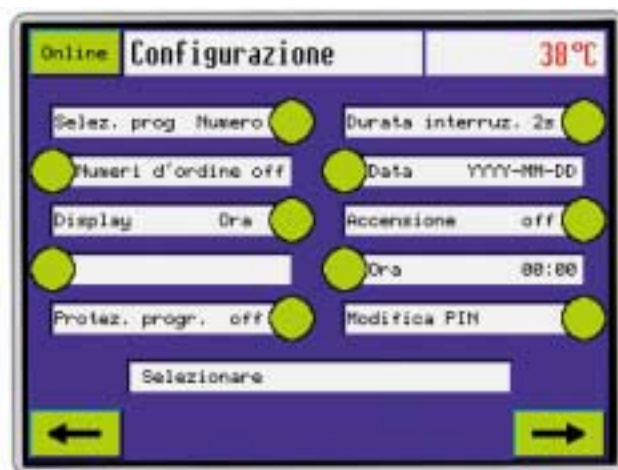 Online Configurazione 38°C
Selez. prog Numero
Durata interruz. 2s
Numeri d'ordine off
Data YYYY-MM-DD
Display Ora
Accensione off
Ora 00:00
Protez. progr. off
Modifica PIN
Selezionare